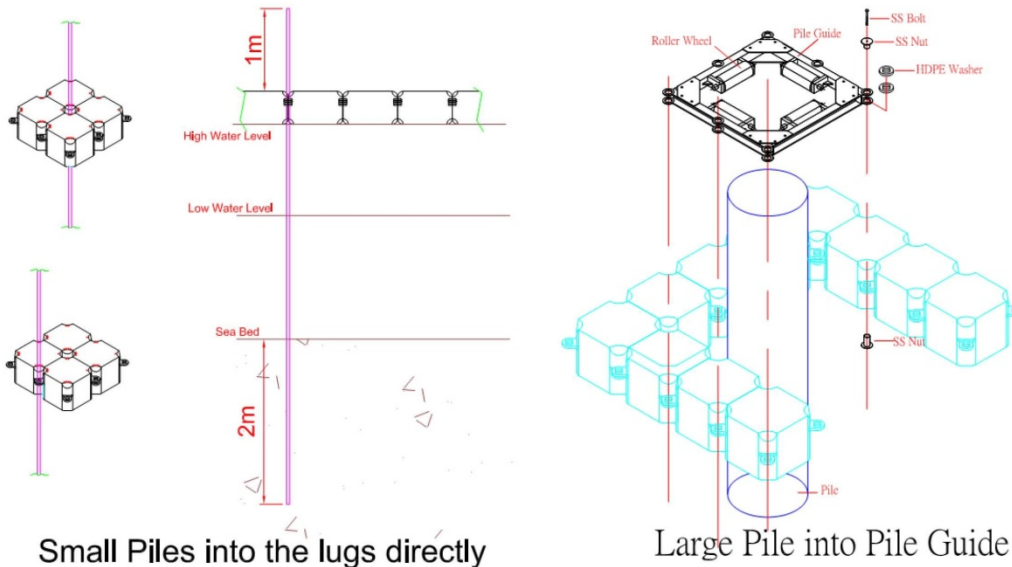 1m
High Water Level
Low Water Level
Sea Bed
2m
Small Piles into the lugs directly
SS Bolt
Pile Guide
Roller Wheel
SS Nut
HDPE Washer
SS Nut
Pile
Large Pile into Pile Guide